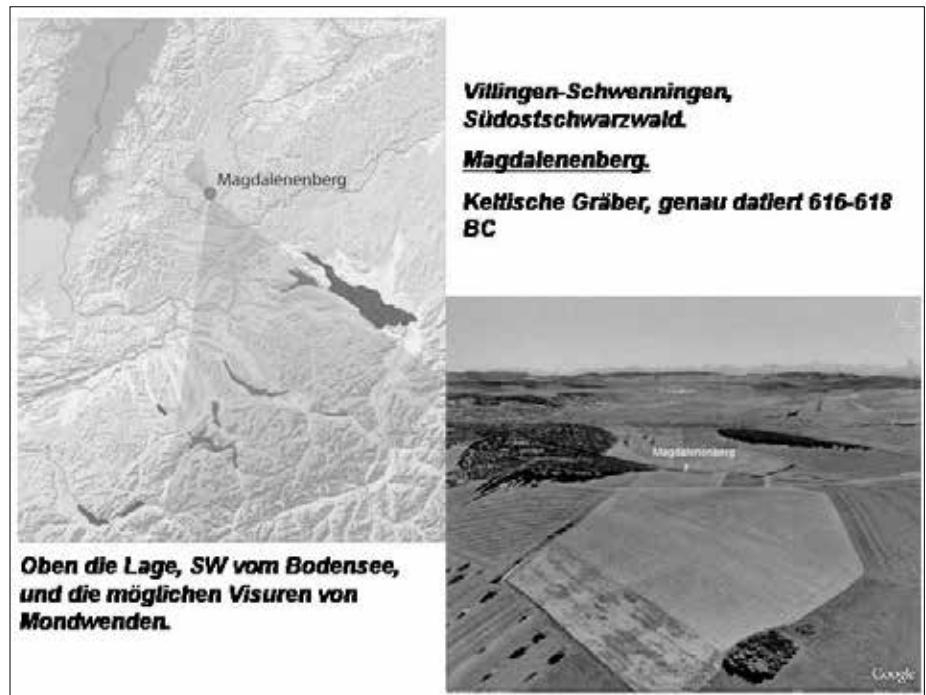 Villingen-Schwenningen,
Südostschwarzwald.
Magdalenenberg.
Keltische Gräber, genau datiert 616-618
BC
Magdalenenberg
Magdalenenberg
Oben die Lage, SW vom Bodensee,
und die möglichen Visuren von
Mondwenden.
Google